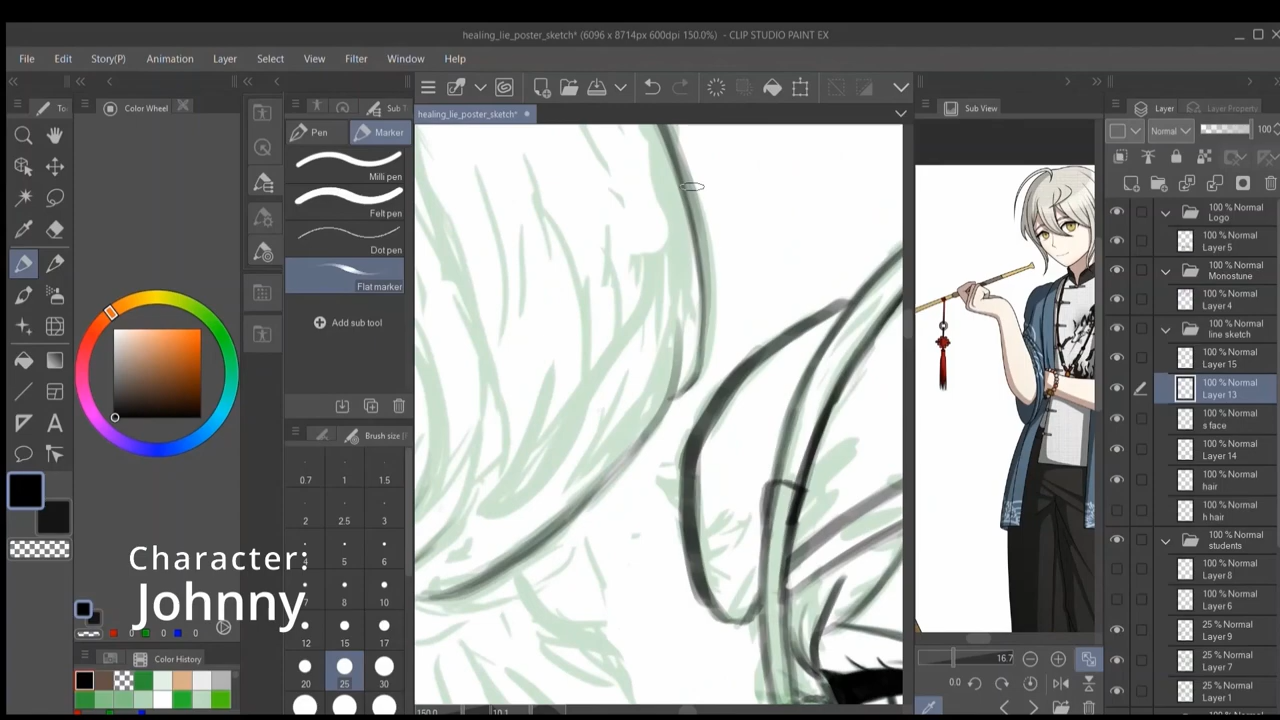 healing_lie_poster_sketch* (6096 x 8714px 600dpi 150.0%) - CLIP STUDIO PAINT EX
File Edit Story(P) Animation Layer Select View Filter Window Help
Color Wheel
Pen
Marker
Milli pen
Felt pen
Dot pen
Flat marker
Add sub tool
Brush size
0.7 1 1.5
2 2.5 3
4 5 6
7 8 10
12 15 17
20 25 30
healing_lie_poster_sketch*
Sub View
16.7
0.0
Layer
Layer Property
Normal
100
100 % Normal
Logo
100 % Normal
Layer 5
100 % Normal
Monostune
100 % Normal
Layer 4
100 % Normal
line sketch
100 % Normal
Layer 15
100 % Normal
Layer 13
100 % Normal
s face
100 % Normal
Layer 14
100 % Normal
hair
100 % Normal
h hair
100 % Normal
students
100 % Normal
Layer 8
100 % Normal
Layer 6
25 % Normal
Layer 9
25 % Normal
Layer 7
25 % Normal
Layer 1
Character:
Johnny
0 0 0
Color History